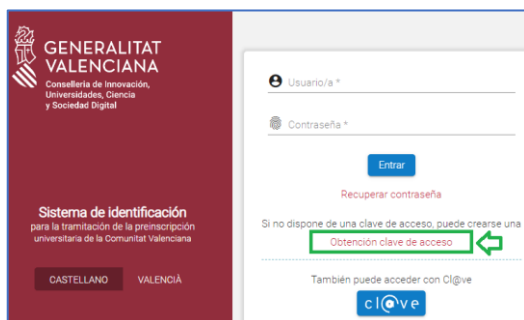 GENERALITAT
VALENCIANA
Conselleria de Innovación,
Universidades, Ciencia
y Sociedad Digital
Sistema de identificación
para la tramitación de la preinscripción
universitaria de la Comunitat Valenciana
CASTELLANO VALENCIÀ
Usuario/a *
Contraseña *
Entrar
Recuperar contraseña
Si no dispone de una clave de acceso, puede crearse una
Obtención clave de acceso
También puede acceder con Cl@ve
cl@ve